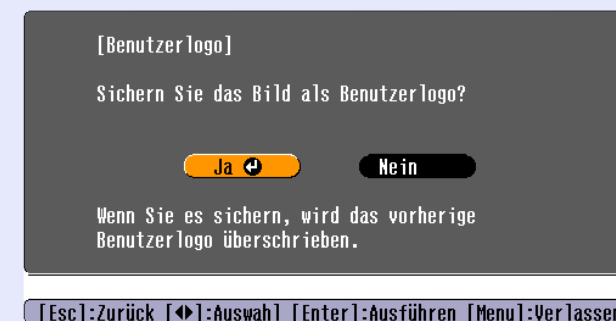 [Benutzerlogo]
Sichern Sie das Bild als Benutzerlogo?
Ja Nein
Wenn Sie es sichern, wird das vorherige
Benutzerlogo überschrieben.
[Esc]:Zurück [◆]:Auswahl [Enter]:Ausführen [Menu]:Verlassen